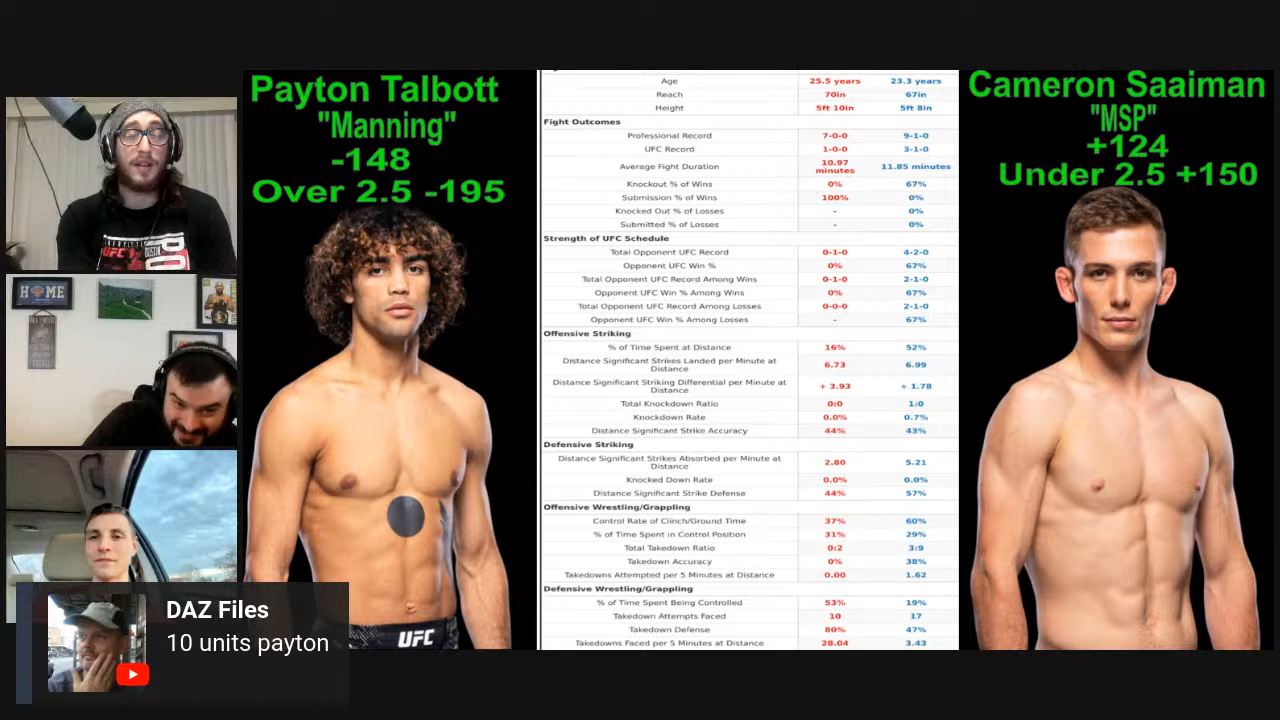 Payton Talbott
"Manning"
-148
Over 2.5 -195
Cameron Saaiman
"MSP"
+124
Under 2.5 +150
Age 25.5 years 23.3 years
Reach 70in 67in
Height 5ft 10in 5ft 8in
Fight Outcomes
Professional Record 7-0-0 9-1-0
UFC Record 1-0-0 3-1-0
Average Fight Duration 10.97 minutes 11.85 minutes
Knockout % of Wins 0% 67%
Submission % of Wins 100% 0%
Knocked Out % of Losses - 0%
Submitted % of Losses - 0%
Strength of UFC Schedule
Total Opponent UFC Record 0-1-0 4-2-0
Opponent UFC Win % 0% 67%
Total Opponent UFC Record Among Wins 0-1-0 2-1-0
Opponent UFC Win % Among Wins 0% 67%
Total Opponent UFC Record Among Losses 0-0-0 2-1-0
Opponent UFC Win % Among Losses - 67%
Offensive Striking
% of Time Spent at Distance 16% 52%
Distance Significant Strikes Landed per Minute at Distance 6.73 6.99
Distance Significant Striking Differential per Minute at Distance + 3.93 + 1.78
Total Knockdown Ratio 0:0 1:0
Knockdown Rate 0.0% 0.7%
Distance Significant Strike Accuracy 44% 43%
Defensive Striking
Distance Significant Strikes Absorbed per Minute at Distance 2.80 5.21
Knocked Down Rate 0.0% 0.0%
Distance Significant Strike Defense 44% 57%
Offensive Wrestling/Grappling
Control Rate of Clinch/Ground Time 37% 60%
% of Time Spent in Control Position 31% 29%
Total Takedown Ratio 0:2 3:9
Takedown Accuracy 0% 38%
Takedowns Attempted per 5 Minutes at Distance 0.00 1.62
Defensive Wrestling/Grappling
% of Time Spent Being Controlled 53% 19%
Takedown Attempts Faced 10 17
Takedown Defense 80% 47%
Takedowns Faced per 5 Minutes at Distance 28.04 3.43
UFC
HOME
UFC
DAZ Files
10 units payton